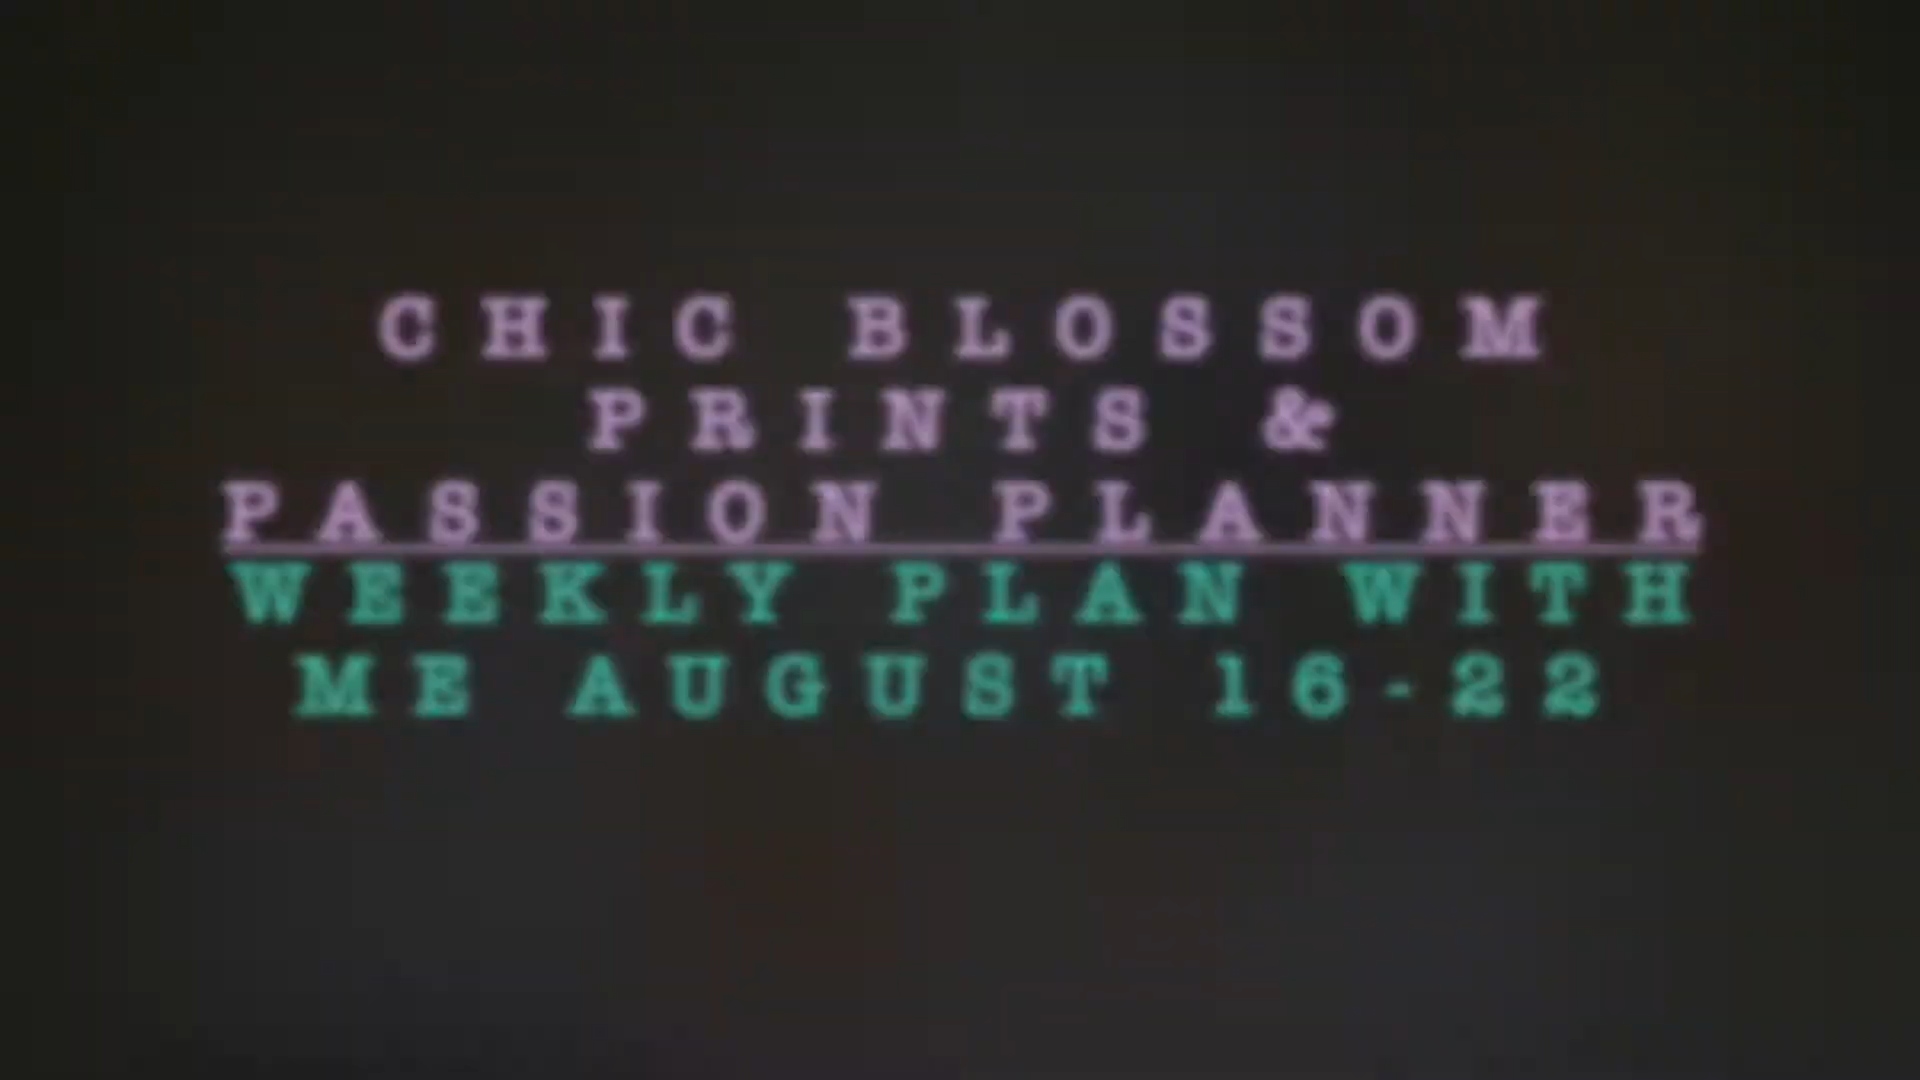 CHIC BLOSSOM
PRINTS &
PASSION PLANNER
WEEKLY PLAN WITH
ME AUGUST 16-22